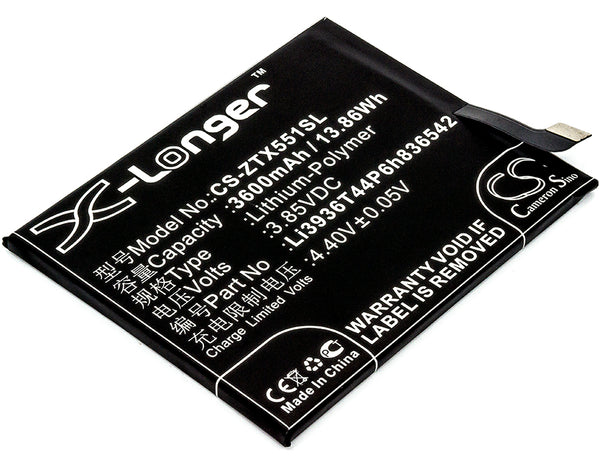 X-Longer™
型号Model No.:CS-ZTX551SL
容量Capacity :3600mAh / 13.86Wh
规格Type :Lithium-Polymer
电压Volts :3.85VDC
编号Part No :Li3936T44P6h836542
充电限制电压 : 4.40V±0.05V
Charge Limited Volts
CS
Cameron Sino
WARRANTY VOID IF
LABEL IS REMOVED
CE
Made In China